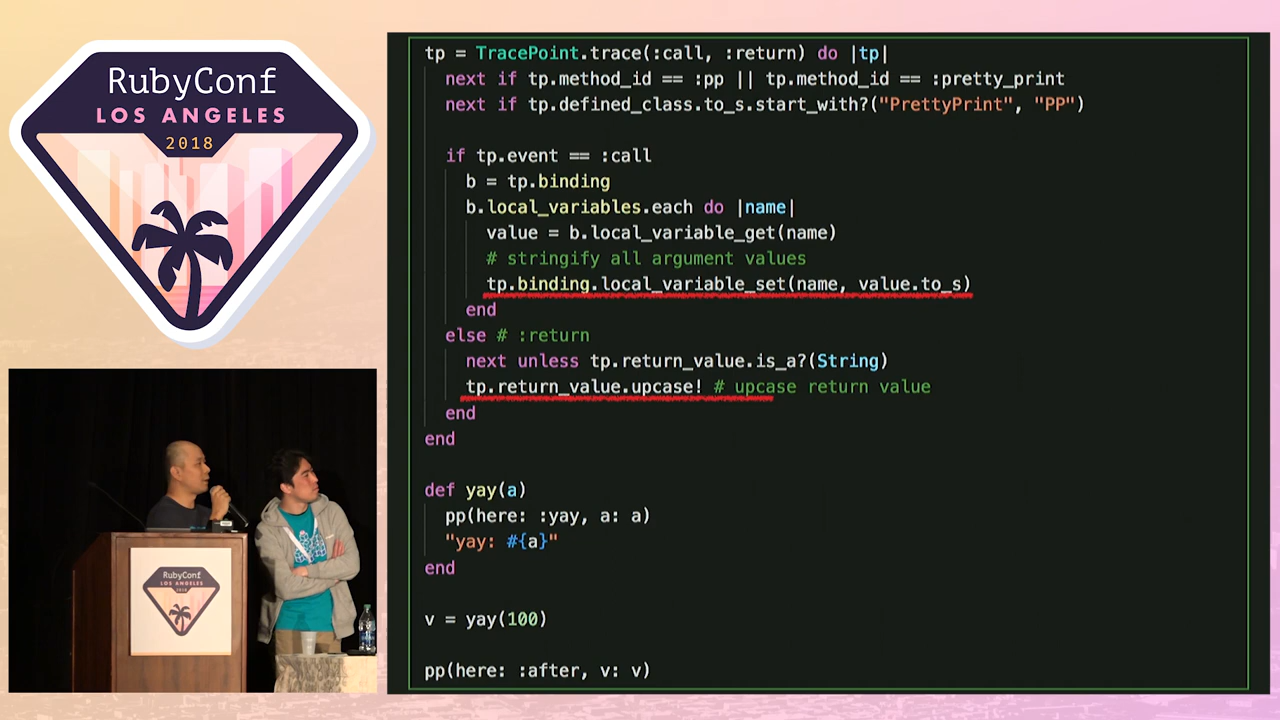 RubyConf
LOS ANGELES
2018
tp = TracePoint.trace(:call, :return) do |tp|
  next if tp.method_id == :pp || tp.method_id == :pretty_print
  next if tp.defined_class.to_s.start_with?("PrettyPrint", "PP")
  if tp.event == :call
    b = tp.binding
    b.local_variables.each do |name|
      value = b.local_variable_get(name)
      # stringify all argument values
      tp.binding.local_variable_set(name, value.to_s)
    end
  else # :return
    next unless tp.return_value.is_a?(String)
    tp.return_value.upcase! # upcase return value
  end
end
def yay(a)
  pp(here: :yay, a: a)
  "yay: #{a}"
end
v = yay(100)
pp(here: :after, v: v)
RubyConf
LOS ANGELES
2018